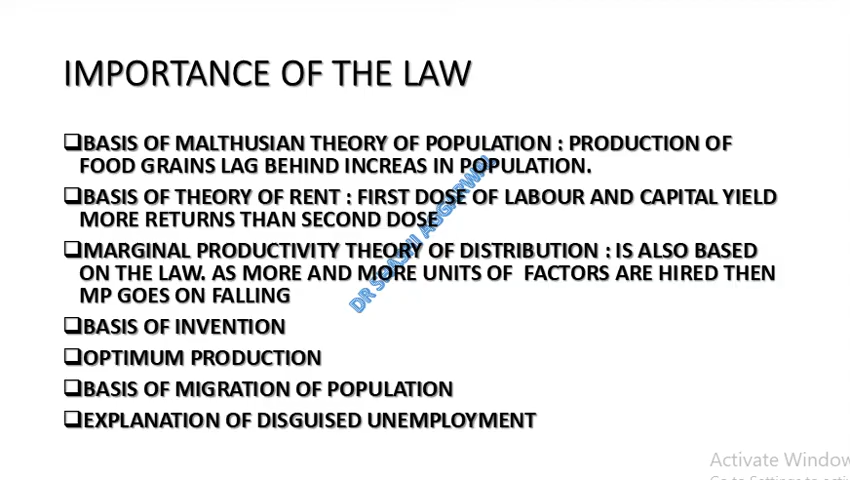 IMPORTANCE OF THE LAW
❑BASIS OF MALTHUSIAN THEORY OF POPULATION : PRODUCTION OF
FOOD GRAINS LAG BEHIND INCREAS IN POPULATION.
❑BASIS OF THEORY OF RENT : FIRST DOSE OF LABOUR AND CAPITAL YIELD
MORE RETURNS THAN SECOND DOSE
❑MARGINAL PRODUCTIVITY THEORY OF DISTRIBUTION : IS ALSO BASED
ON THE LAW. AS MORE AND MORE UNITS OF FACTORS ARE HIRED THEN
MP GOES ON FALLING
❑BASIS OF INVENTION
❑OPTIMUM PRODUCTION
❑BASIS OF MIGRATION OF POPULATION
❑EXPLANATION OF DISGUISED UNEMPLOYMENT
DR
Activate Window